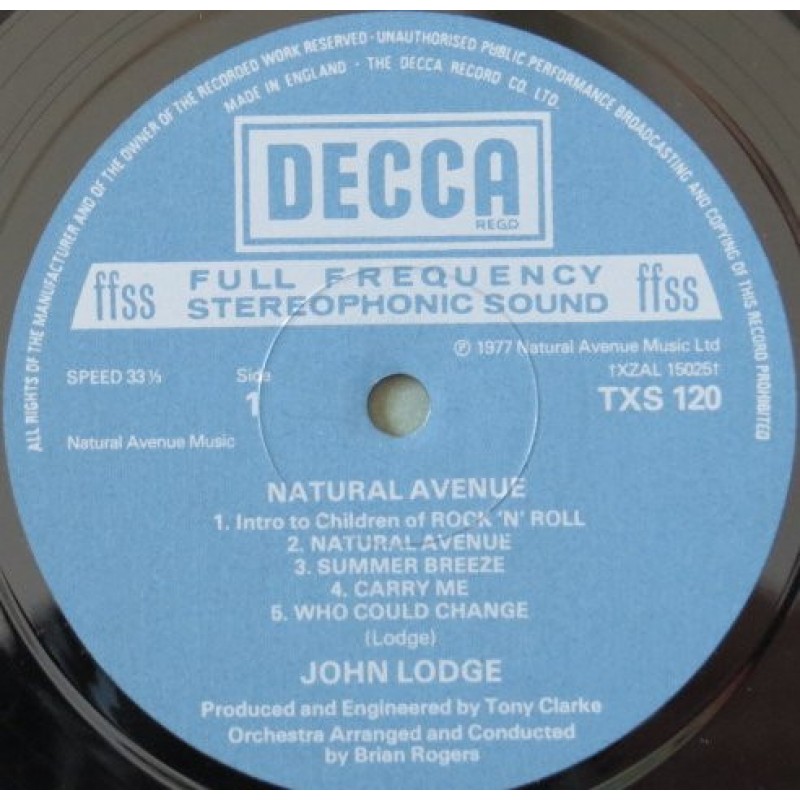 ALL RIGHTS OF THE MANUFACTURER AND OF THE OWNER OF THE RECORDED WORK RESERVED · UNAUTHORISED PUBLIC PERFORMANCE BROADCASTING AND COPYING OF THIS RECORD PROHIBITED
MADE IN ENGLAND · THE DECCA RECORD CO. LTD.
DECCA
REGD
ffss FULL FREQUENCY ffss
STEREOPHONIC SOUND
℗ 1977 Natural Avenue Music Ltd
SPEED 33⅓ Side †XZAL 15025†
1 TXS 120
Natural Avenue Music
NATURAL AVENUE
1. Intro to Children of ROCK 'N' ROLL
2. NATURAL AVENUE
3. SUMMER BREEZE
4. CARRY ME
5. WHO COULD CHANGE
(Lodge)
JOHN LODGE
Produced and Engineered by Tony Clarke
Orchestra Arranged and Conducted
by Brian Rogers